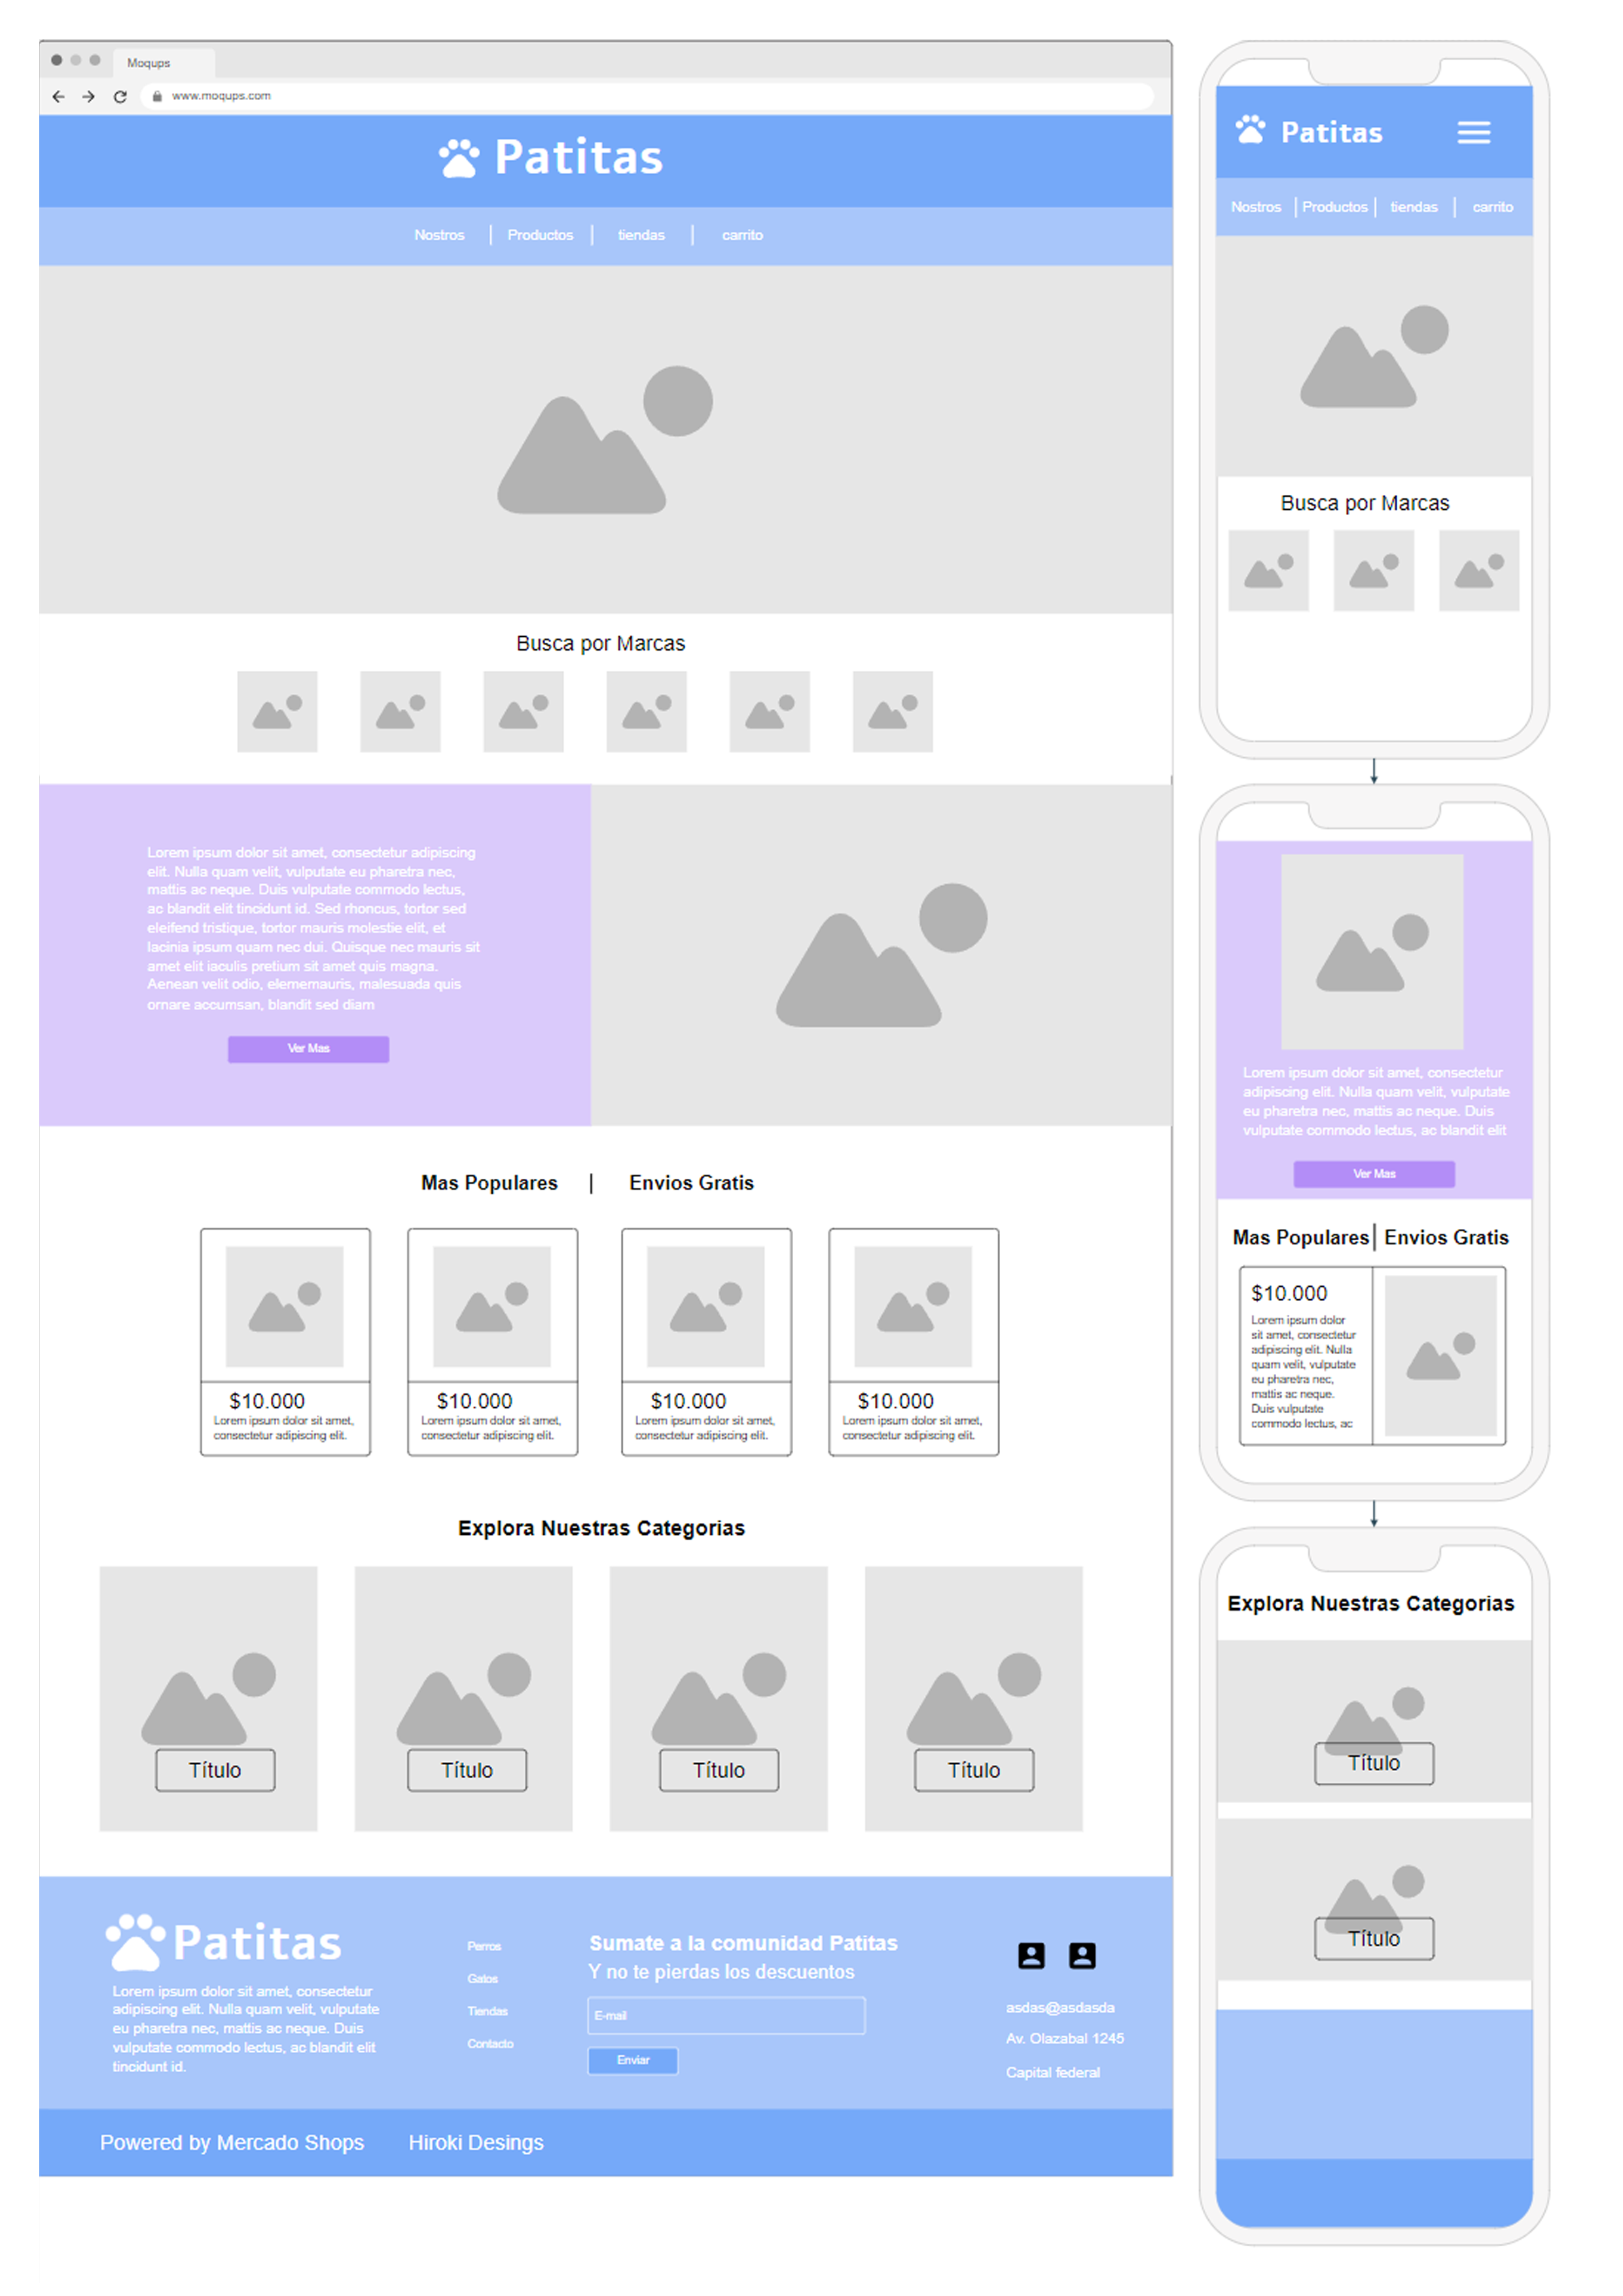 Moqups
www.moqups.com
Patitas
Nostros
Productos
tiendas
carrito
Busca por Marcas
Lorem ipsum dolor sit amet, consectetur adipiscing
elit. Nulla quam velit, vulputate eu pharetra nec,
mattis ac neque. Duis vulputate commodo lectus,
ac blandit elit tincidunt id. Sed rhoncus, tortor sed
eleifend tristique, tortor mauris molestie elit, et
lacinia ipsum quam nec dui. Quisque nec mauris sit
amet elit iaculis pretium sit amet quis magna.
Aenean velit odio, elememauris, malesuada quis
ornare accumsan, blandit sed diam
Ver Mas
Mas Populares | Envios Gratis
$10.000
Lorem ipsum dolor sit amet,
consectetur adipiscing elit.
$10.000
Lorem ipsum dolor sit amet,
consectetur adipiscing elit.
$10.000
Lorem ipsum dolor sit amet,
consectetur adipiscing elit.
$10.000
Lorem ipsum dolor sit amet,
consectetur adipiscing elit.
Explora Nuestras Categorias
Título
Título
Título
Título
Patitas
Lorem ipsum dolor sit amet, consectetur
adipiscing elit. Nulla quam velit, vulputate
eu pharetra nec, mattis ac neque. Duis
vulputate commodo lectus, ac blandit elit
tincidunt id.
Perros
Gatos
Tiendas
Contacto
Sumate a la comunidad Patitas
Y no te pierdas los descuentos
E-mail
Enviar
asdas@asdasda
Av. Olazabal 1245
Capital federal
Powered by Mercado Shops
Hiroki Desings
Patitas
Nostros
Productos
tiendas
carrito
Busca por Marcas
Lorem ipsum dolor sit amet, consectetur
adipiscing elit. Nulla quam velit, vulputate
eu pharetra nec, mattis ac neque. Duis
vulputate commodo lectus, ac blandit elit
Ver Mas
Mas Populares | Envios Gratis
$10.000
Lorem ipsum dolor
sit amet, consectetur
adipiscing elit. Nulla
quam velit, vulputate
eu pharetra nec,
mattis ac neque.
Duis vulputate
commodo lectus, ac
Explora Nuestras Categorias
Título
Título